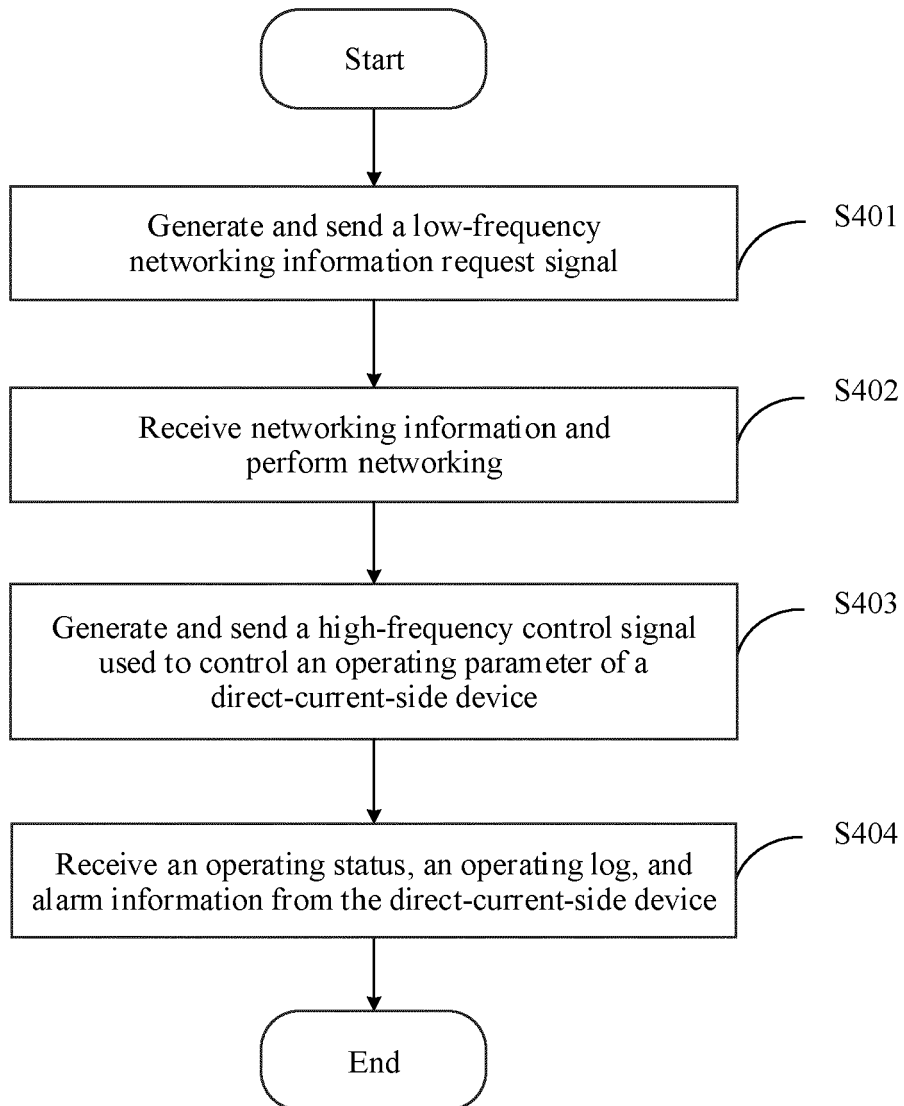 Start
Generate and send a low-frequency
networking information request signal
S401
Receive networking information and
perform networking
S402
Generate and send a high-frequency control signal
used to control an operating parameter of a
direct-current-side device
S403
Receive an operating status, an operating log, and
alarm information from the direct-current-side device
S404
End